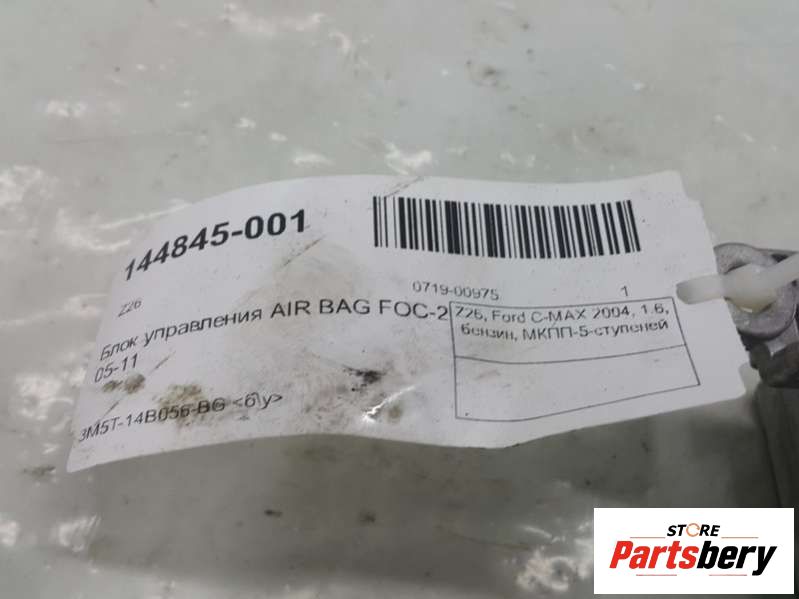 144845-001
Z26
0719-00975 1
Блок управления AIR BAG FOC-2
05-11
3M5T-14B056-BG <б\у>
Z26, Ford C-MAX 2004, 1.6,
бензин, МКПП-5-ступеней
STORE
Partsbery